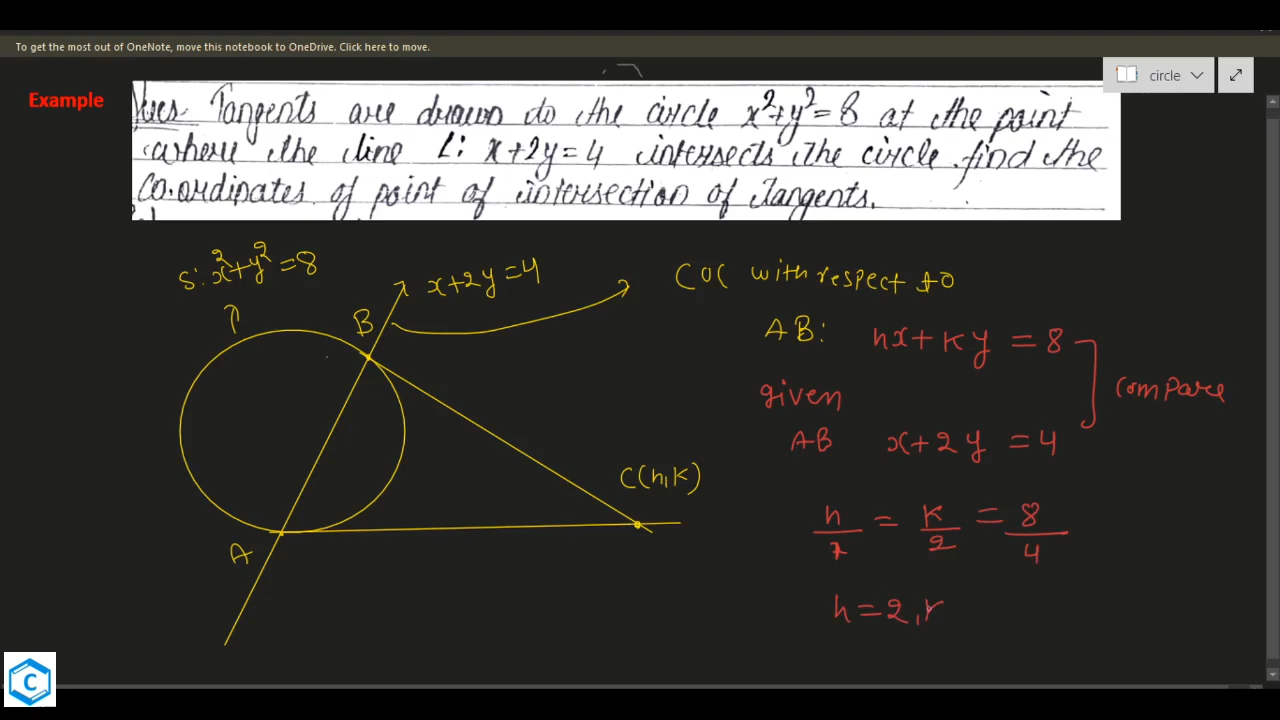 To get the most out of OneNote, move this notebook to OneDrive. Click here to move.
circle
Example
Ques. Tangents are drawn do the circle x²+y²=8 at the point
where the line L: x+2y=4 intersects the circle. find the
co.ordinates of point of intersection of Tangents.
S: x²+y²=8
x+2y=4
B
A
C(h,k)
COC with respect to
AB: hx+ky=8
given
AB x+2y=4
compare
h/1 = k/2 = 8/4
h=2,k
C